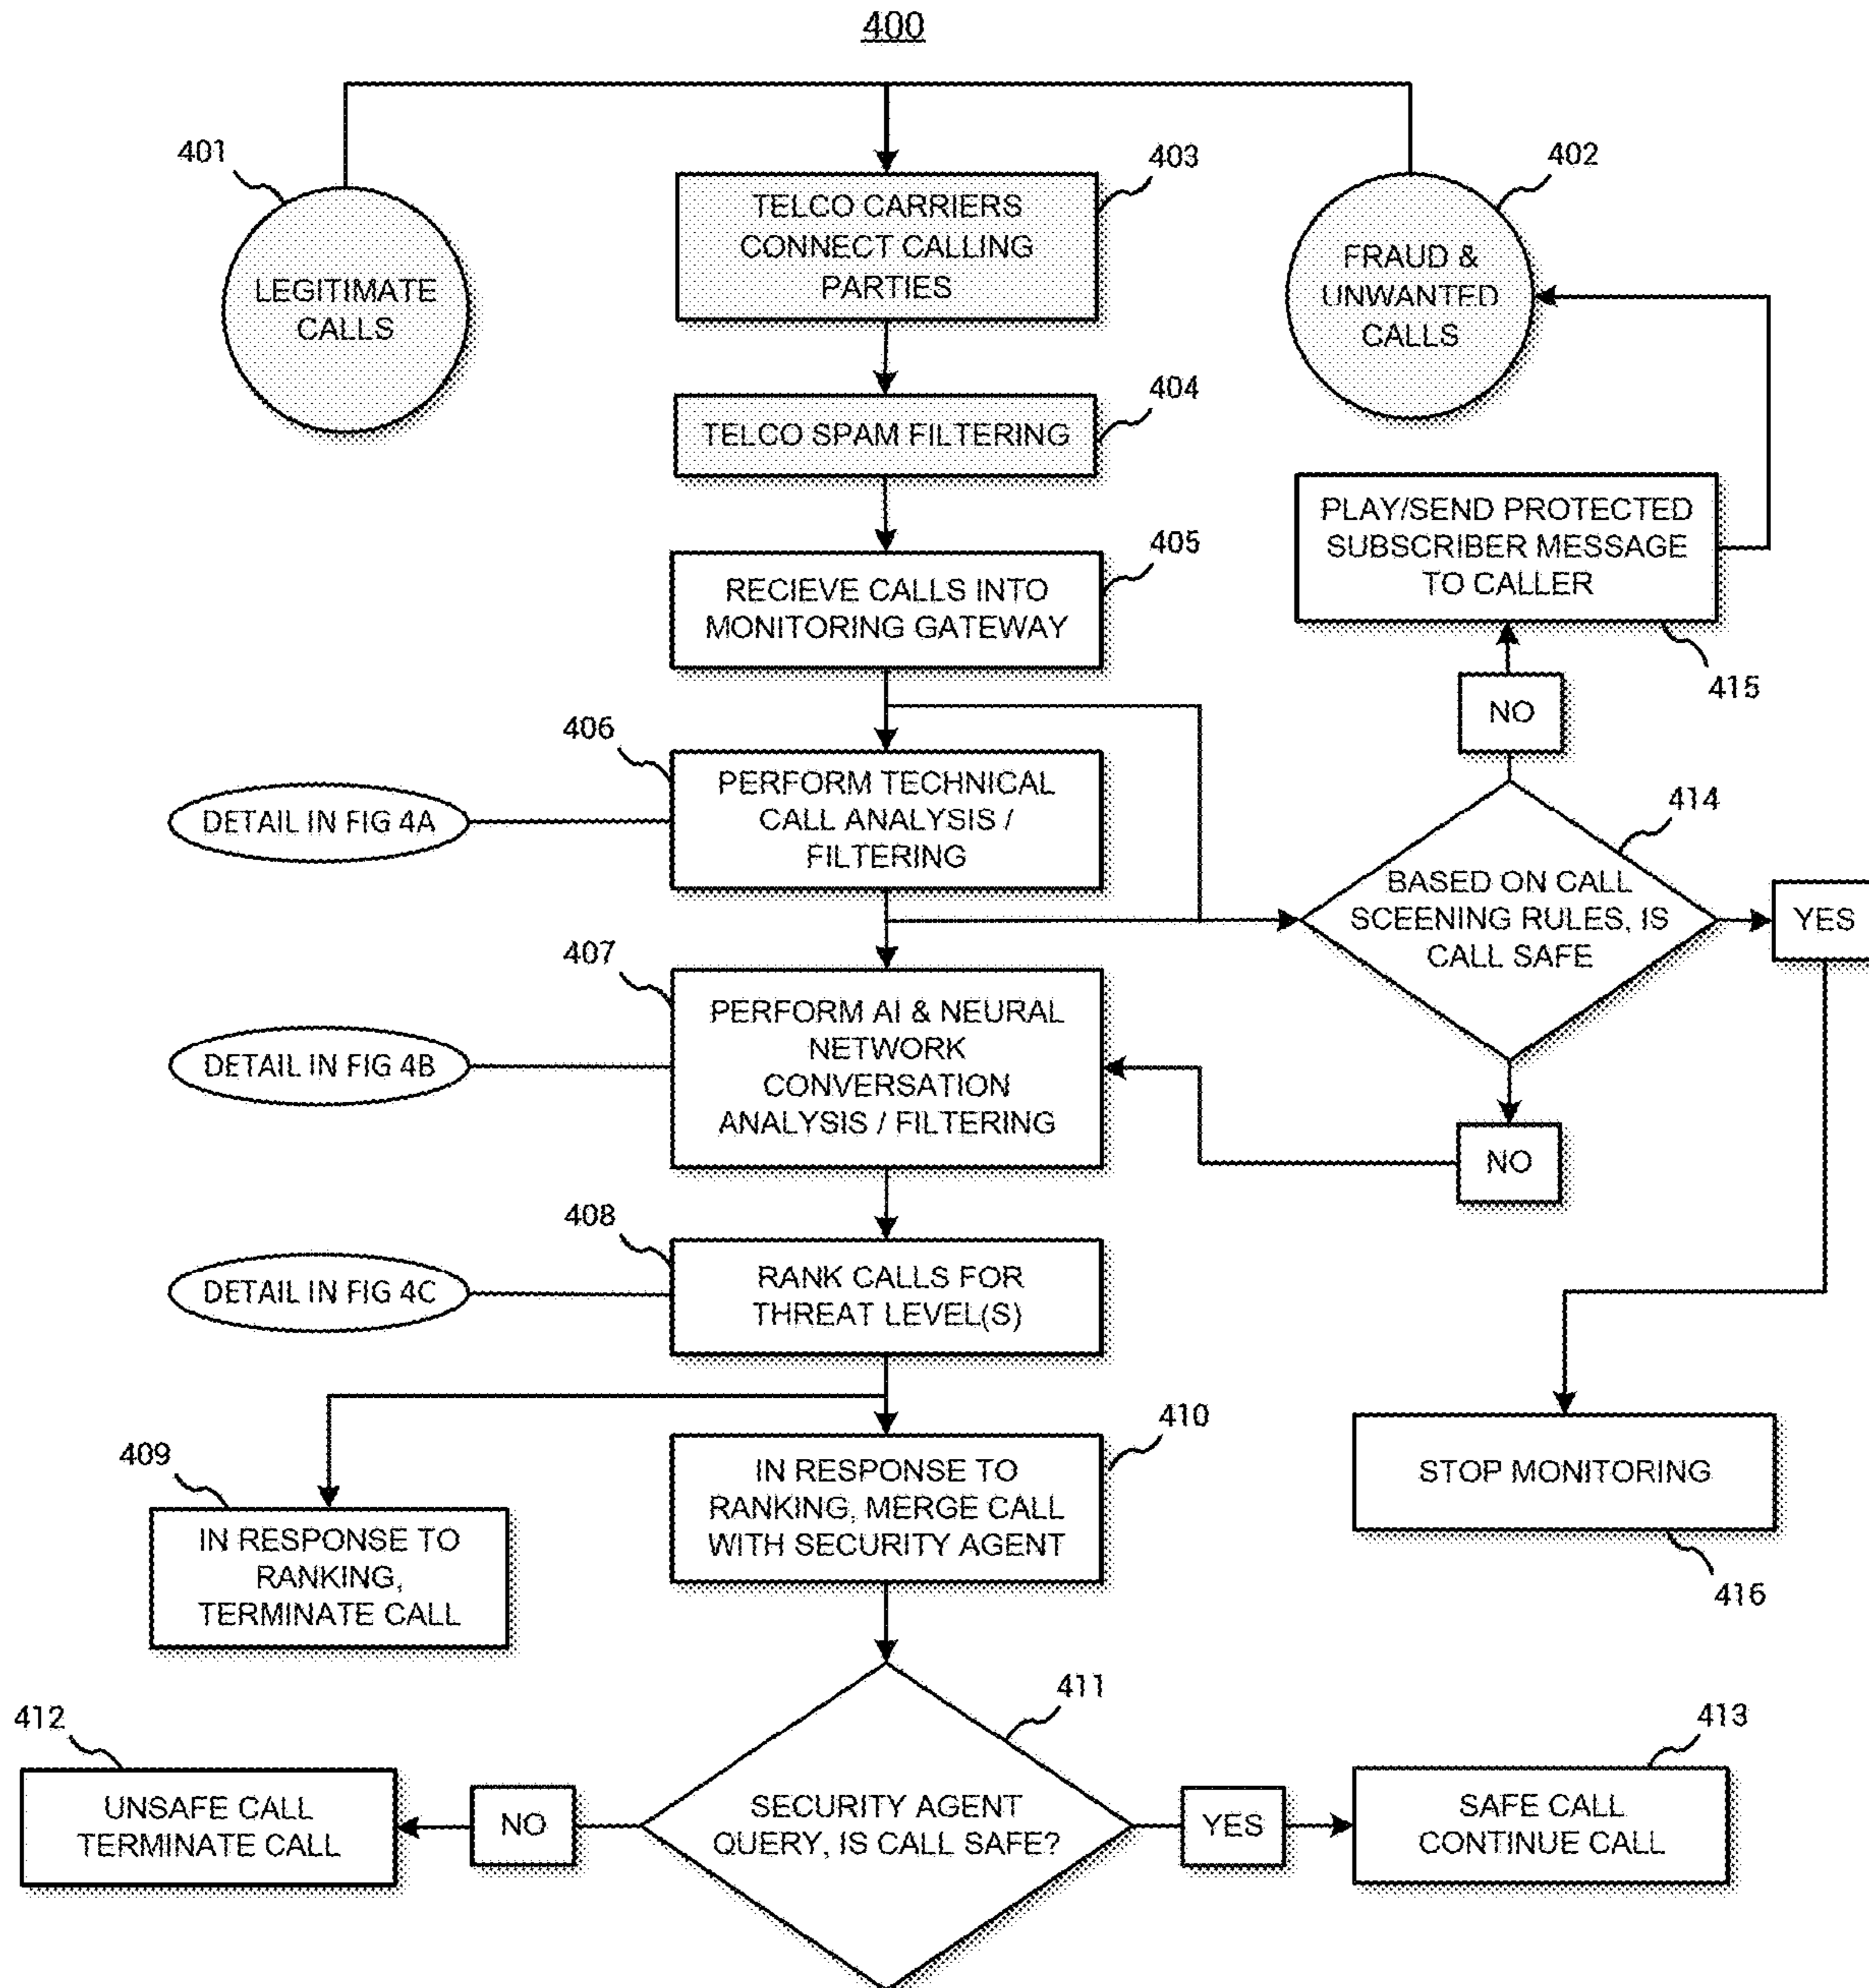 400
401
LEGITIMATE
CALLS
403
TELCO CARRIERS
CONNECT CALLING
PARTIES
402
FRAUD &
UNWANTED
CALLS
404
TELCO SPAM FILTERING
405
RECIEVE CALLS INTO
MONITORING GATEWAY
PLAY/SEND PROTECTED
SUBSCRIBER MESSAGE
TO CALLER
415
NO
406
DETAIL IN FIG 4A
PERFORM TECHNICAL
CALL ANALYSIS /
FILTERING
414
BASED ON CALL
SCEENING RULES, IS
CALL SAFE
YES
407
DETAIL IN FIG 4B
PERFORM AI & NEURAL
NETWORK
CONVERSATION
ANALYSIS / FILTERING
NO
408
DETAIL IN FIG 4C
RANK CALLS FOR
THREAT LEVEL(S)
409
IN RESPONSE TO
RANKING,
TERMINATE CALL
410
IN RESPONSE TO
RANKING, MERGE CALL
WITH SECURITY AGENT
STOP MONITORING
416
411
SECURITY AGENT
QUERY, IS CALL SAFE?
412
UNSAFE CALL
TERMINATE CALL
NO
YES
413
SAFE CALL
CONTINUE CALL